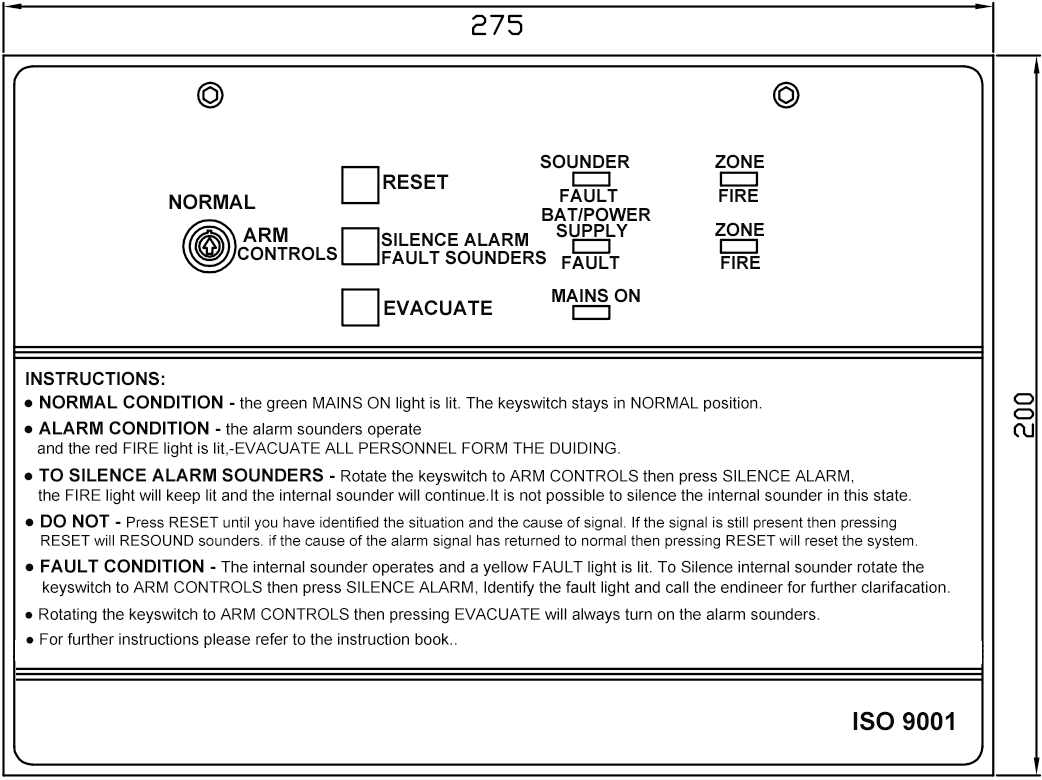 275
SOUNDER
ZONE
RESET
FAULT
FIRE
NORMAL
BAT/POWER
SUPPLY
ZONE
ARM
CONTROLS
SILENCE ALARM
FAULT SOUNDERS
FAULT
FIRE
EVACUATE
MAINS ON
INSTRUCTIONS:
● NORMAL CONDITION - the green MAINS ON light is lit. The keyswitch stays in NORMAL position.
● ALARM CONDITION - the alarm sounders operate
and the red FIRE light is lit,-EVACUATE ALL PERSONNEL FORM THE DUIDING.
● TO SILENCE ALARM SOUNDERS - Rotate the keyswitch to ARM CONTROLS then press SILENCE ALARM,
the FIRE light will keep lit and the internal sounder will continue.It is not possible to silence the internal sounder in this state.
● DO NOT - Press RESET until you have identified the situation and the cause of signal. If the signal is still present then pressing
RESET will RESOUND sounders. if the cause of the alarm signal has returned to normal then pressing RESET will reset the system.
● FAULT CONDITION - The internal sounder operates and a yellow FAULT light is lit. To Silence internal sounder rotate the
keyswitch to ARM CONTROLS then press SILENCE ALARM, Identify the fault light and call the endineer for further clarifacation.
● Rotating the keyswitch to ARM CONTROLS then pressing EVACUATE will always turn on the alarm sounders.
● For further instructions please refer to the instruction book..
200
ISO 9001